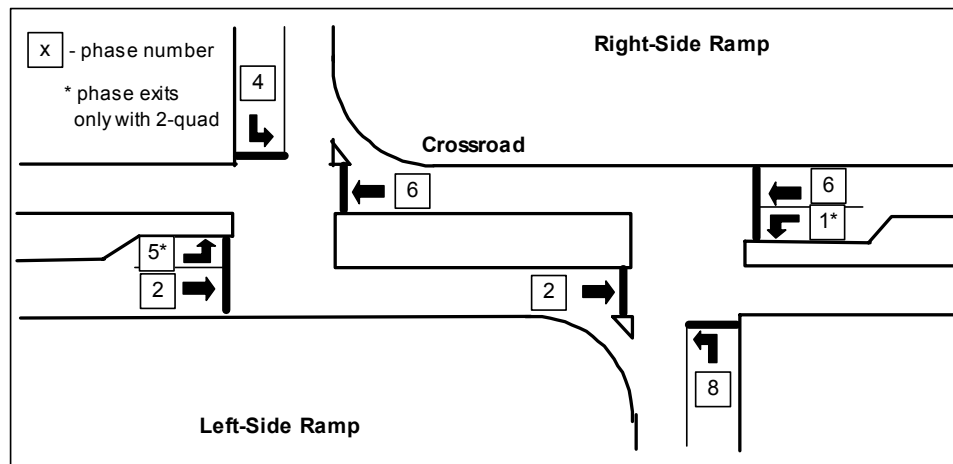 x - phase number
* phase exits
only with 2-quad
4
Right-Side Ramp
Crossroad
6
6
1*
5*
2
2
8
Left-Side Ramp